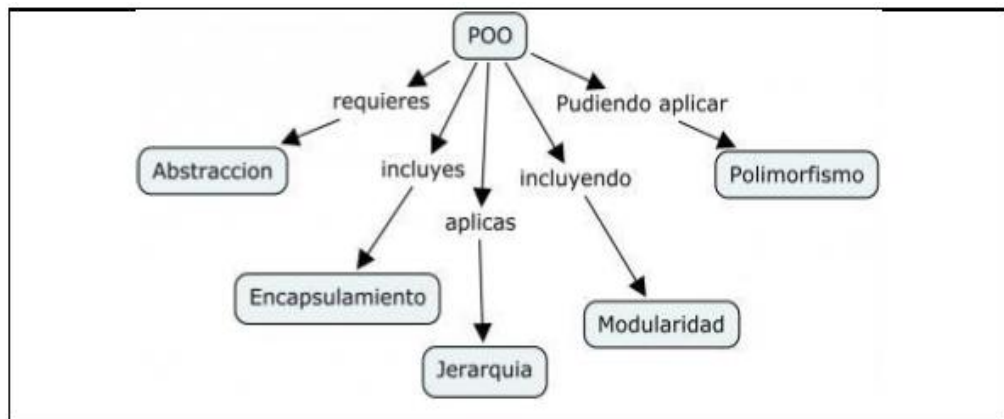 POO
requieres
Pudiendo aplicar
Abstraccion
incluyes
incluyendo
Polimorfismo
aplicas
Encapsulamiento
Modularidad
Jerarquia